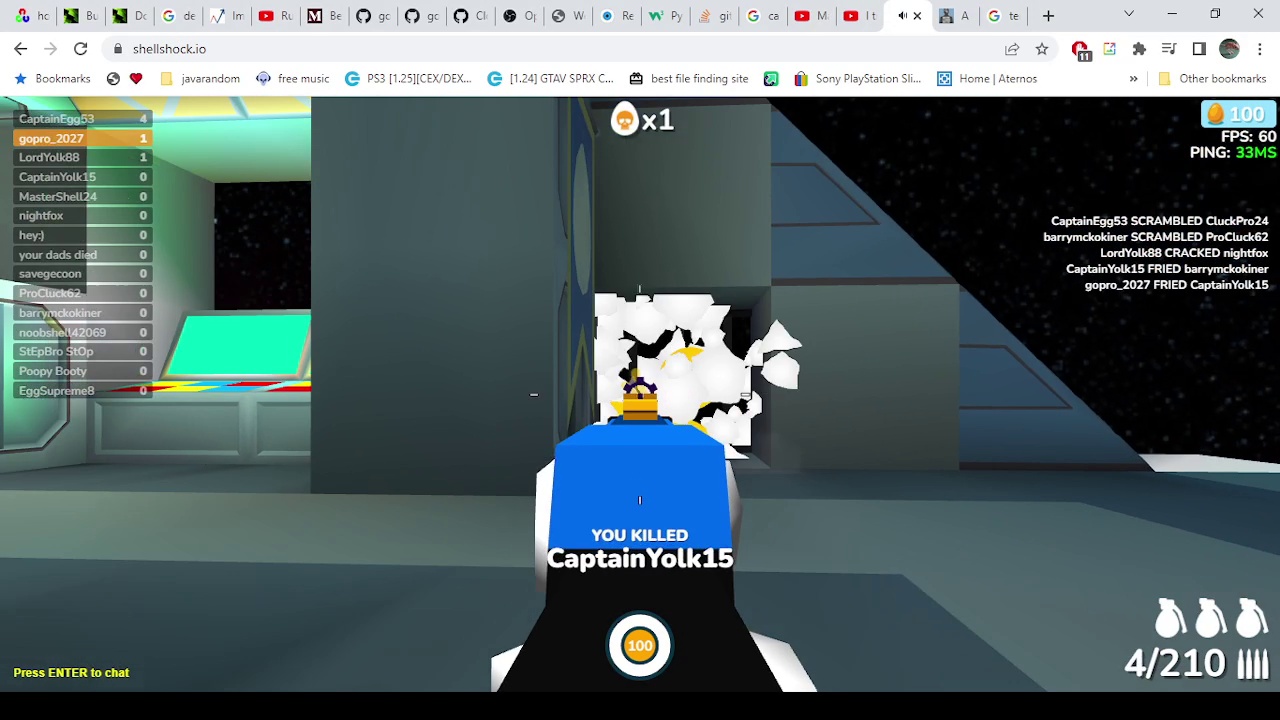 hc
Bu
Dc
de
Im
Ru
Be
gc
gc
Cl
Op
W
Re
Py
git
ca
M
I t
A
te
shellshock.io
11
Bookmarks
javarandom
free music
PS3 [1.25][CEX/DEX...
[1.24] GTAV SPRX C...
best file finding site
Sony PlayStation Sli...
Home | Aternos
»
Other bookmarks
CaptainEgg53 4
gopro_2027 1
LordYolk88 1
CaptainYolk15 0
MasterShell24 0
nightfox 0
hey:) 0
your dads died 0
savegecoon 0
ProCluck62 0
barrymckokiner 0
noobshell42069 0
StEpBro StOp 0
Poopy Booty 0
EggSupreme8 0
x1
100
FPS: 60
PING: 33MS
CaptainEgg53 SCRAMBLED CluckPro24
barrymckokiner SCRAMBLED ProCluck62
LordYolk88 CRACKED nightfox
CaptainYolk15 FRIED barrymckokiner
gopro_2027 FRIED CaptainYolk15
YOU KILLED
CaptainYolk15
100
4/210
Press ENTER to chat